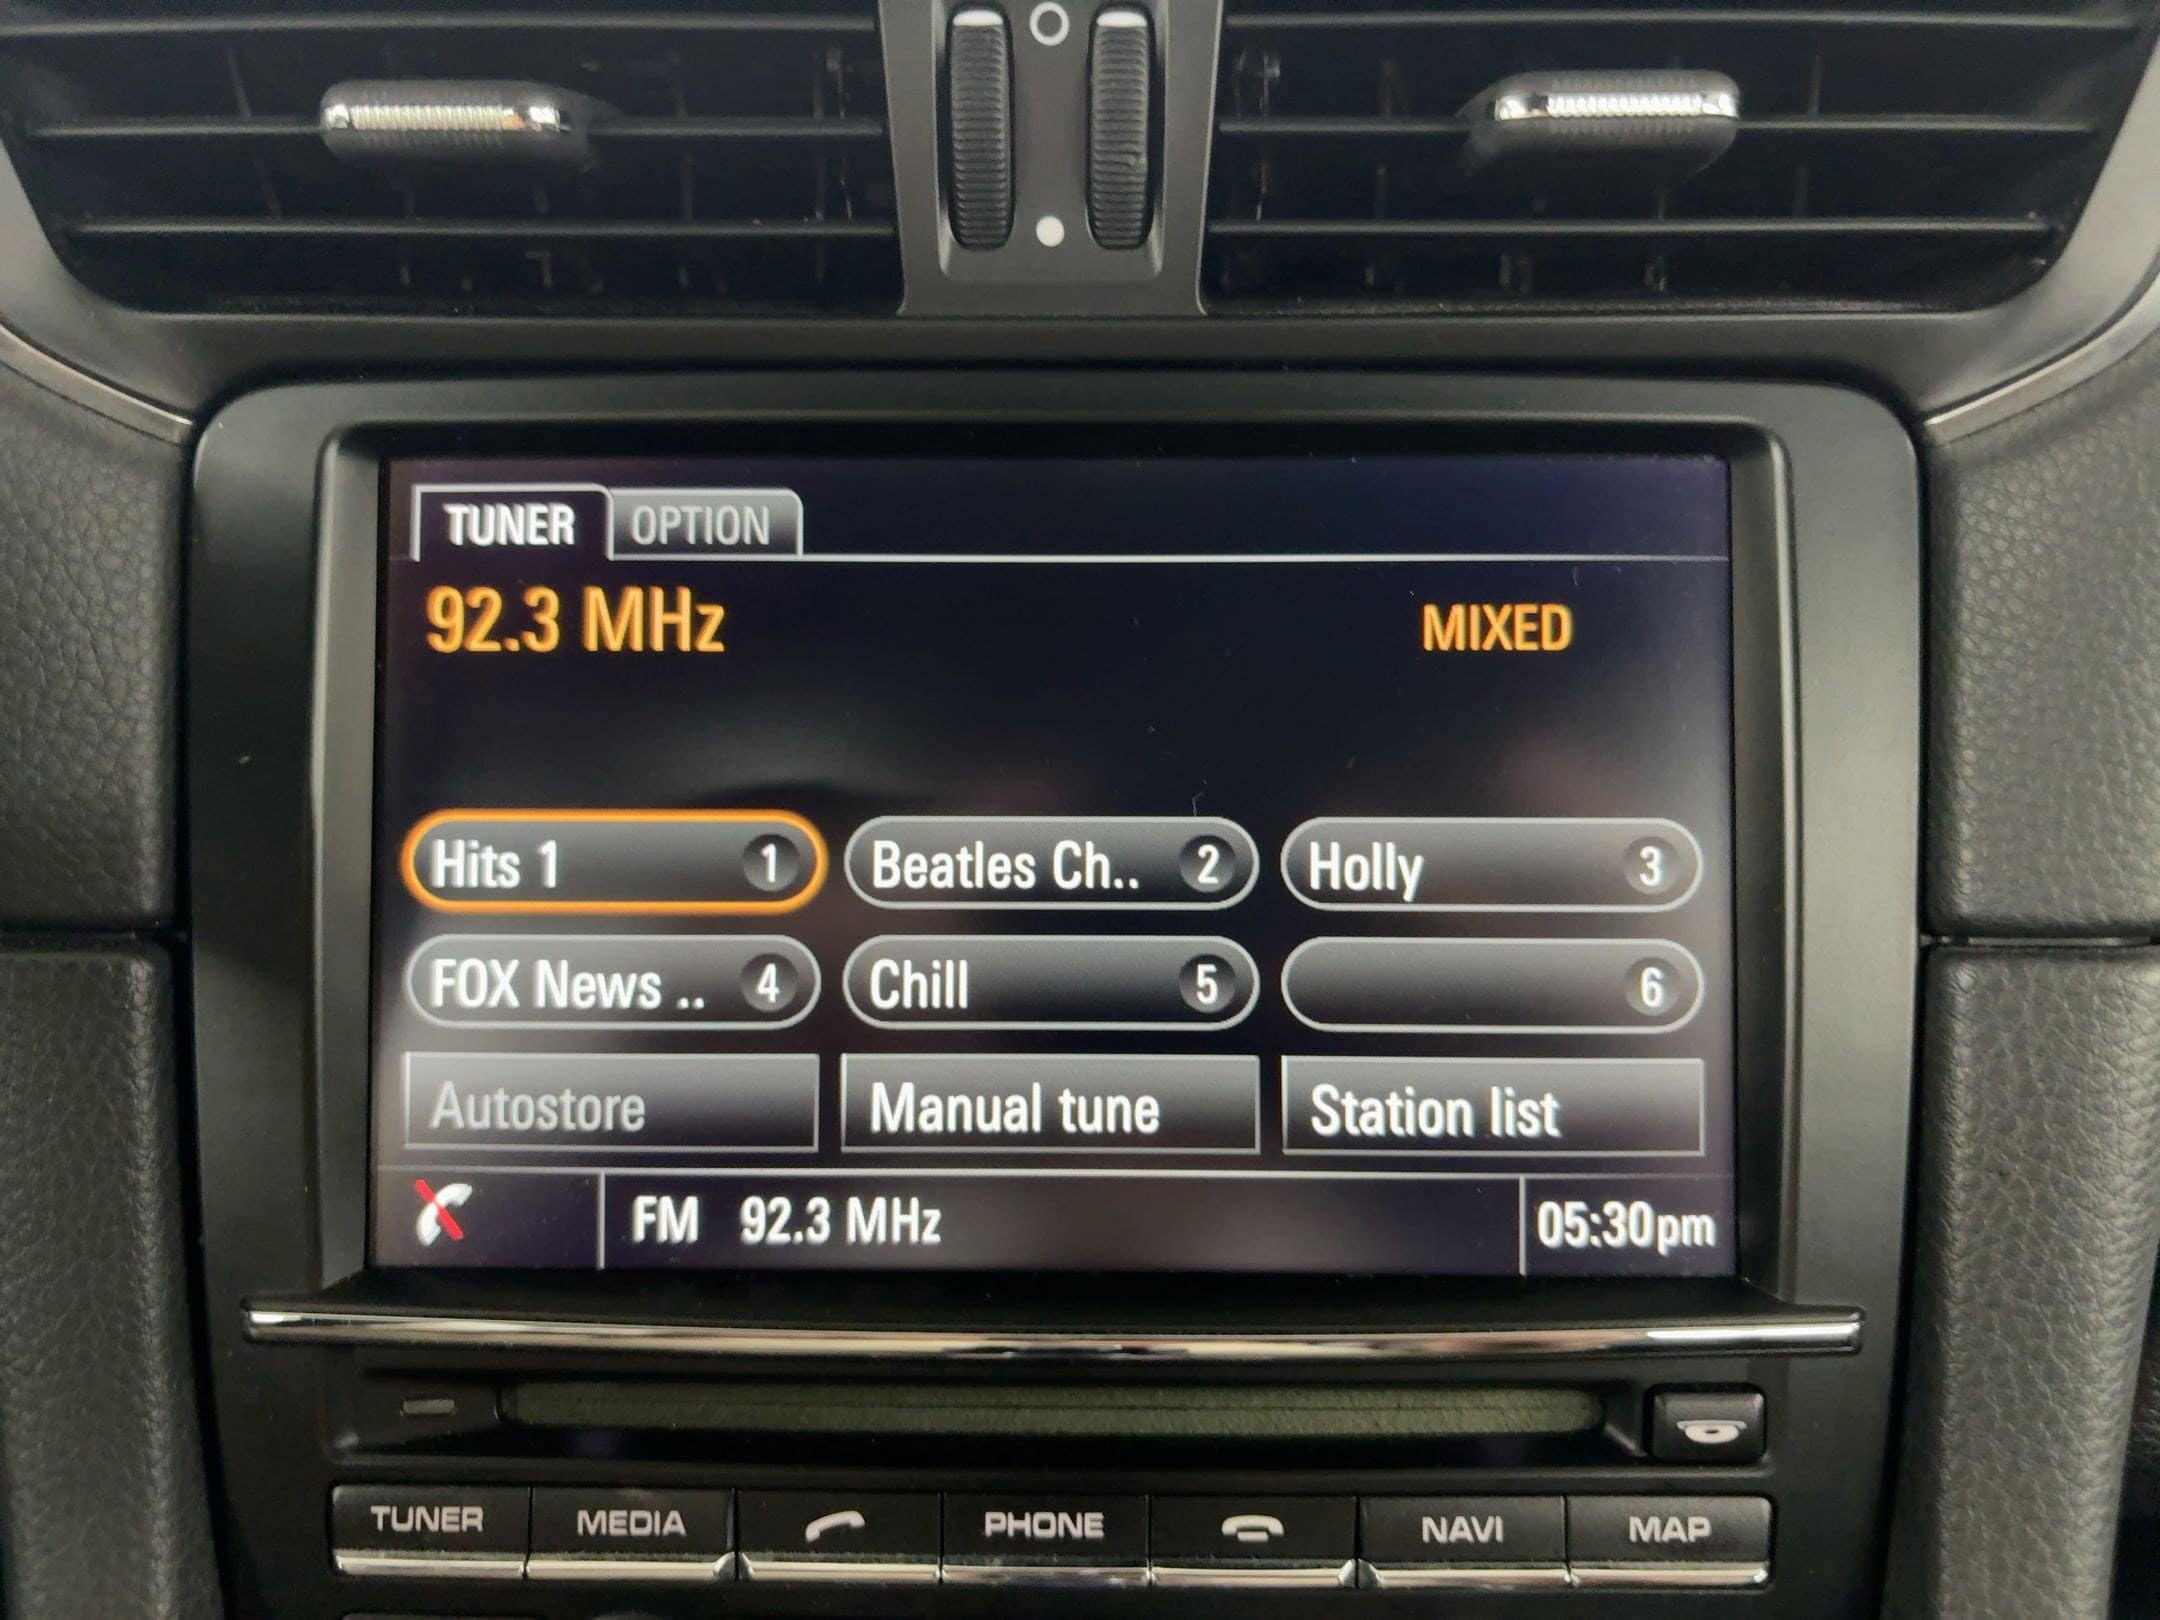 TUNER OPTION
92.3 MHz MIXED
Hits 1 1 Beatles Ch.. 2 Holly 3
FOX News .. 4 Chill 5 6
Autostore Manual tune Station list
FM 92.3 MHz 05:30pm
TUNER MEDIA PHONE NAVI MAP